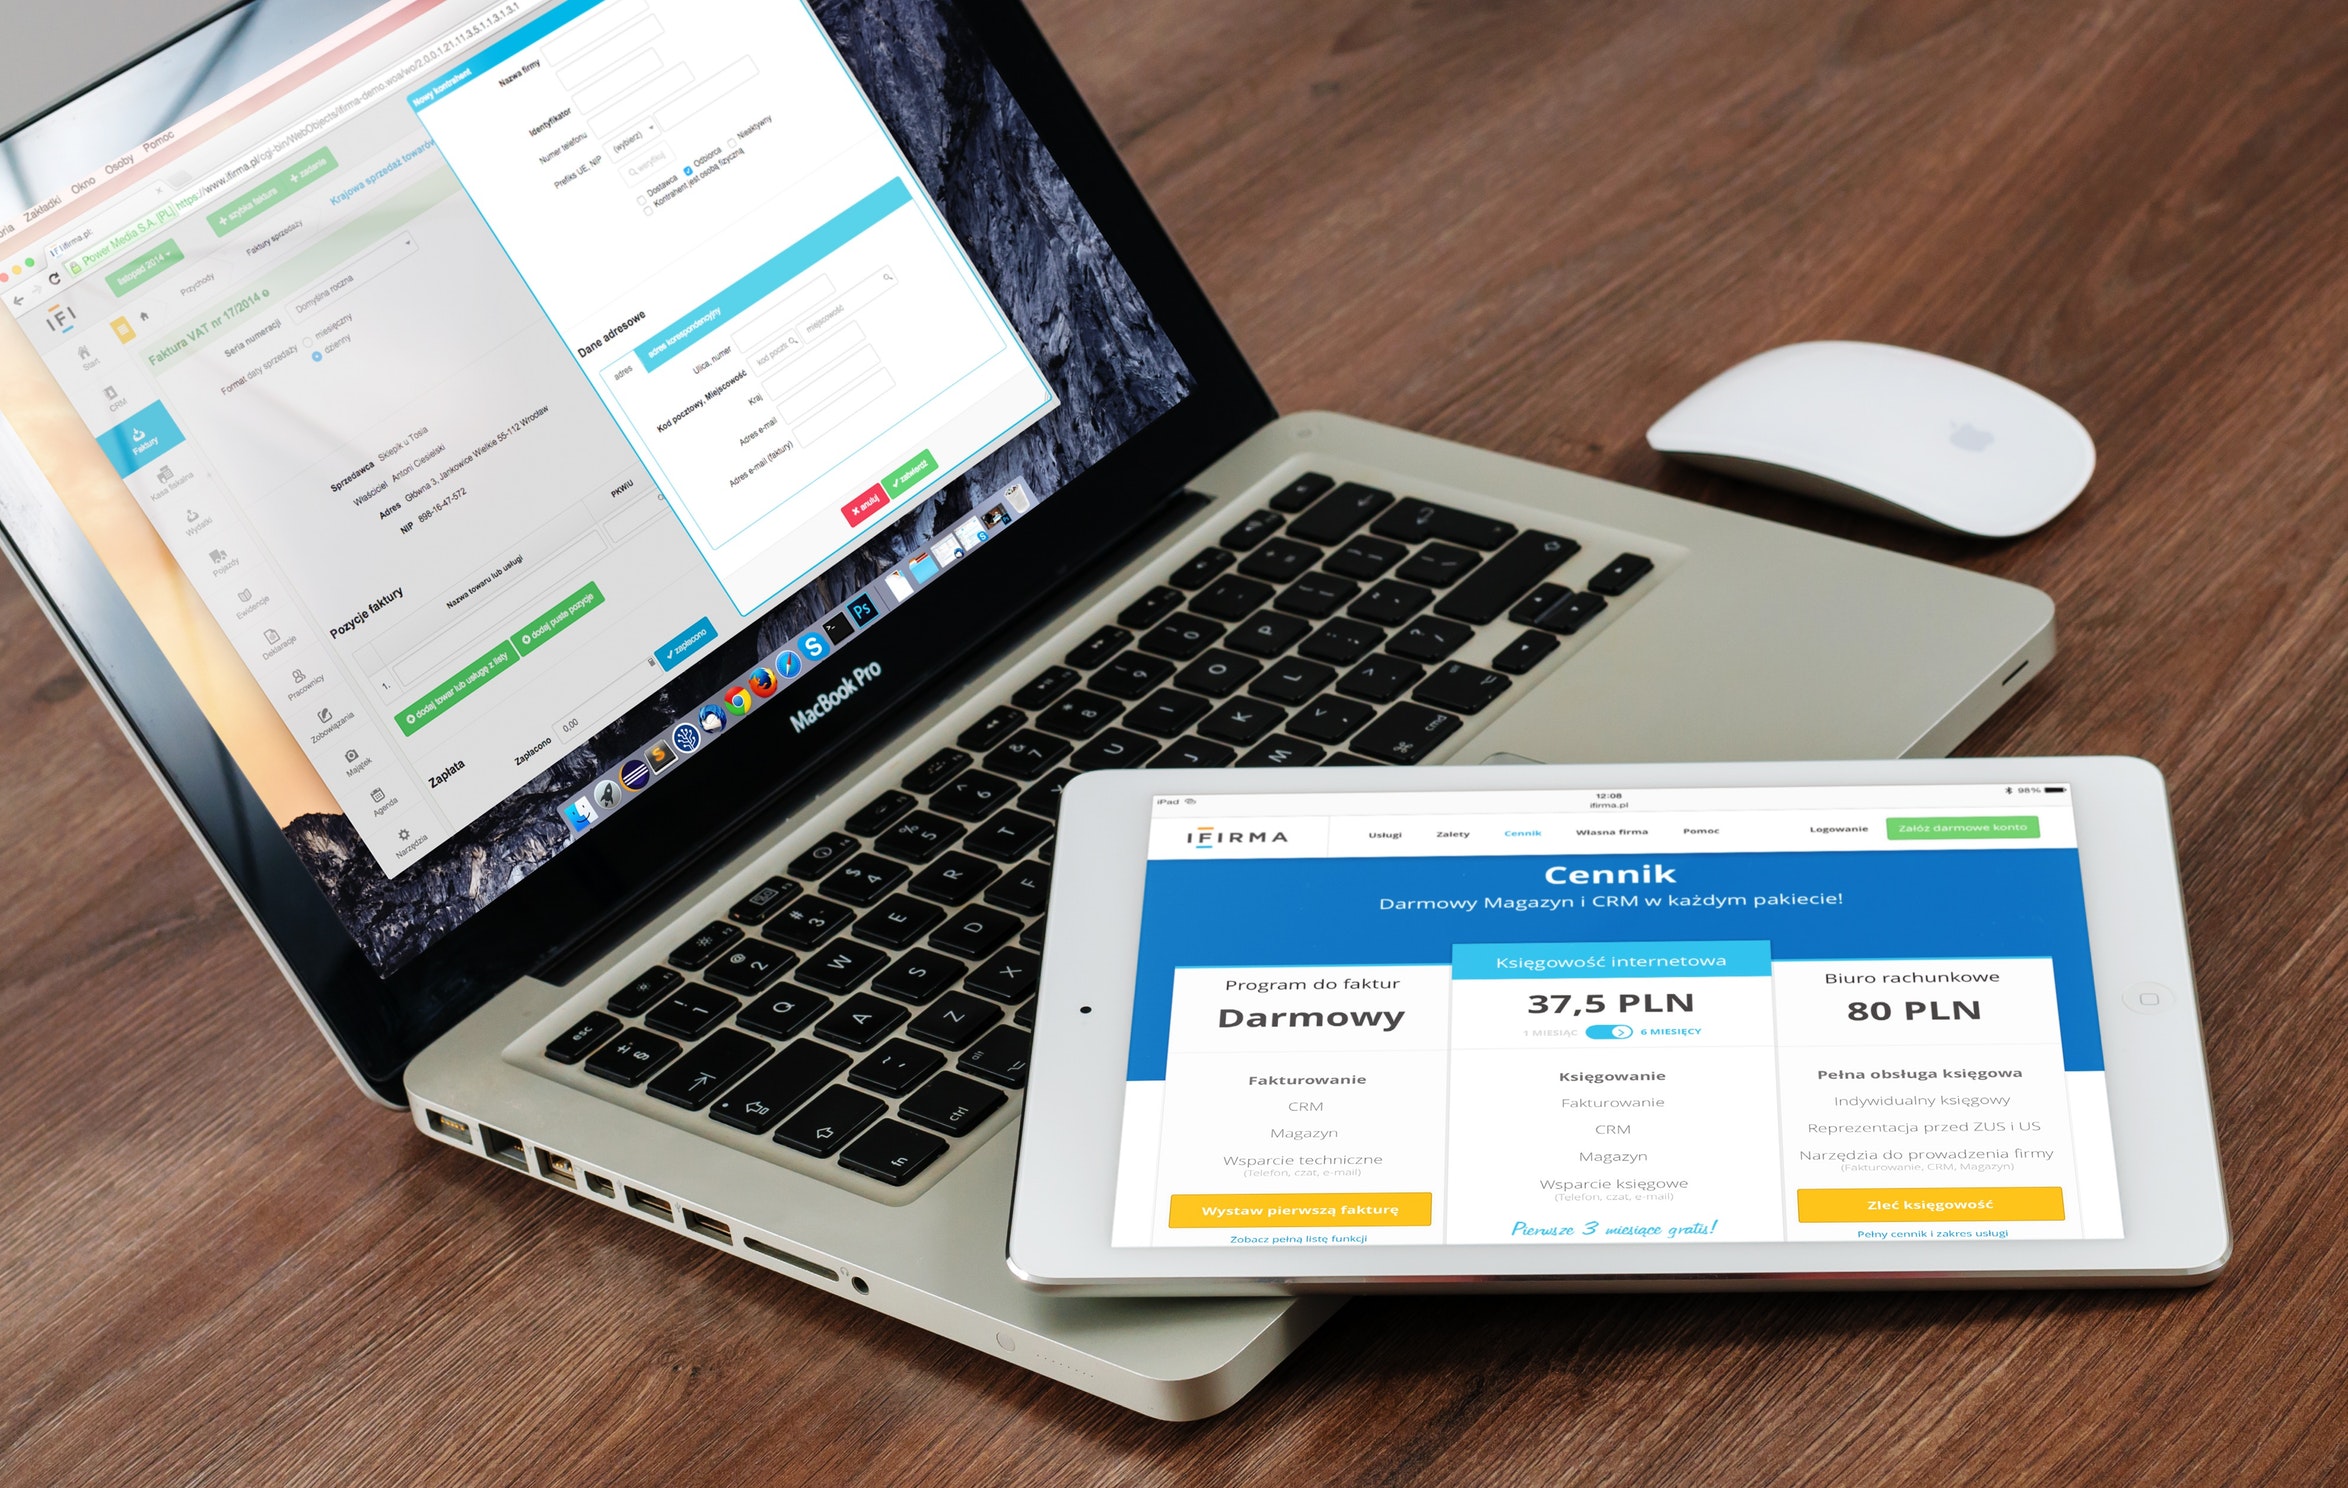 Zakładki Okno Osoby Pomoc
IFIifirma.pl:
Power Media S.A. [PL] https://www.ifirma.pl/cgi-bin/WebObjects/ifirma-demo.woa/wo/2.0.0.1.21.11.3.5.1.1.3.1.3.1
IFI
listopad 2014
+ szybka faktura
+ zadanie
Przychody
Faktury sprzedaży
Krajowa sprzedaż towarów
Start
CRM
Faktury
Kasa fiskalna
Wydatki
Pojazdy
Ewidencje
Deklaracje
Pracownicy
Zobowiązania
Majątek
Agenda
Narzędzia
Faktura VAT nr 17/2014
Seria numeracji Domyślna roczna
Format daty sprzedaży miesięczny
dzienny
Sprzedawca Sklepik u Tosia
Właściciel Antoni Ciesielski
Adres Główna 3, Jankowice Wielkie 55-112 Wrocław
NIP 898-16-47-572
Pozycje faktury
Nazwa towaru lub usługi
PKWiU
1.
dodaj towar lub usługę z listy
dodaj puste pozycje
Zapłata
Zapłacono 0.00
zapłacono
Nowy kontrahent
Nazwa firmy
Identyfikator
Numer telefonu
Prefiks UE, NIP (wybierz)
weryfikuj
Dostawca Odbiorca Nieaktywny
Kontrahent jest osobą fizyczną
Dane adresowe
adres adres korespondencyjny
Ulica, numer
Kod pocztowy, Miejscowość kod poczt miejscowość
Kraj
Adres e-mail
Adres e-mail (faktury)
anuluj
zatwierdź
Ps
MacBook Pro
esc
fn
ctrl
alt
cmd
iPad
12:08
98%
ifirma.pl
IFIRMA
Usługi Zalety Cennik Własna firma Pomoc Logowanie Załóż darmowe konto
Cennik
Darmowy Magazyn i CRM w każdym pakiecie!
Program do faktur
Darmowy
Fakturowanie
CRM
Magazyn
Wsparcie techniczne
(Telefon, czat, e-mail)
Wystaw pierwszą fakturę
Zobacz pełną listę funkcji
Księgowość internetowa
37,5 PLN
1 MIESIĄC 6 MIESIĘCY
Księgowanie
Fakturowanie
CRM
Magazyn
Wsparcie księgowe
(Telefon, czat, e-mail)
Pierwsze 3 miesiące gratis!
Biuro rachunkowe
80 PLN
Pełna obsługa księgowa
Indywidualny księgowy
Reprezentacja przed ZUS i US
Narzędzia do prowadzenia firmy
(Fakturowanie, CRM, Magazyn)
Zleć księgowość
Pełny cennik i zakres usługi